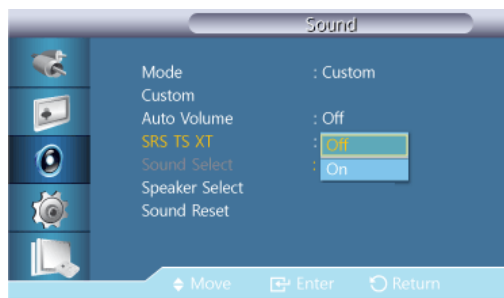 Sound
Mode : Custom
Custom
Auto Volume : Off
SRS TS XT : Off
Sound Select : On
Speaker Select
Sound Reset
Move Enter Return